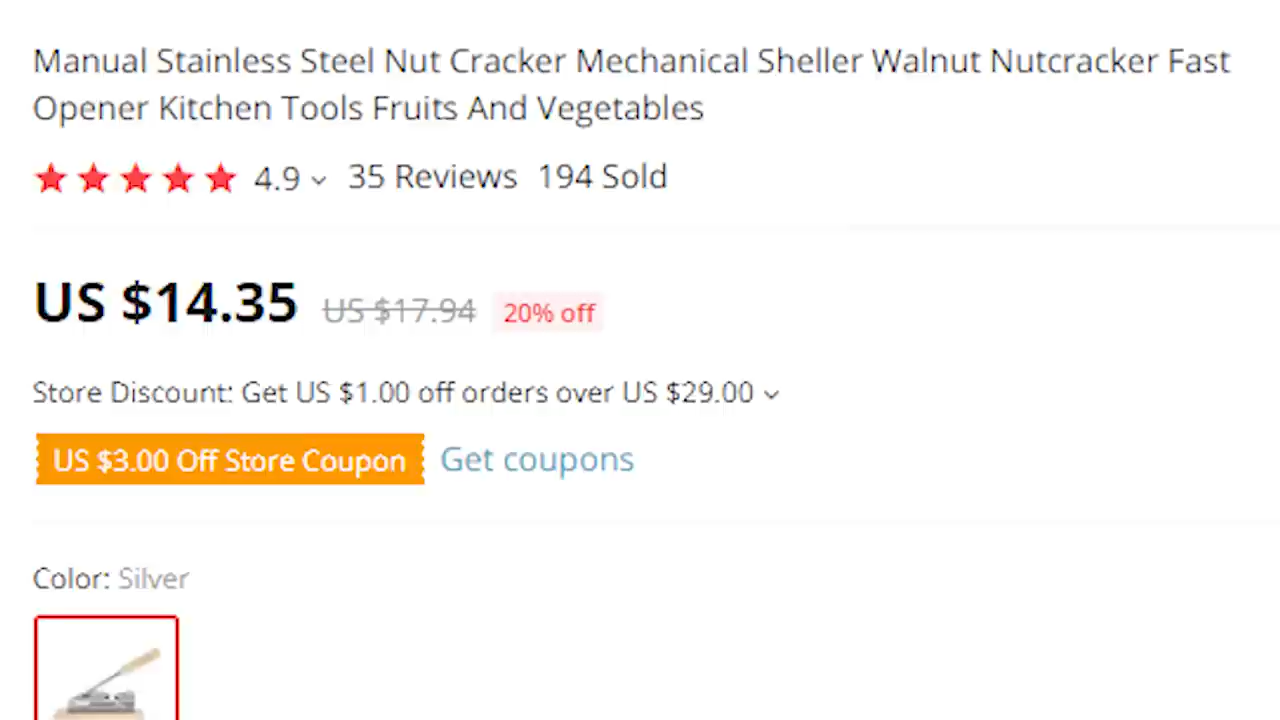 Manual Stainless Steel Nut Cracker Mechanical Sheller Walnut Nutcracker Fast
Opener Kitchen Tools Fruits And Vegetables
4.9 35 Reviews 194 Sold
US $14.35 US $17.94 20% off
Store Discount: Get US $1.00 off orders over US $29.00
US $3.00 Off Store Coupon Get coupons
Color: Silver